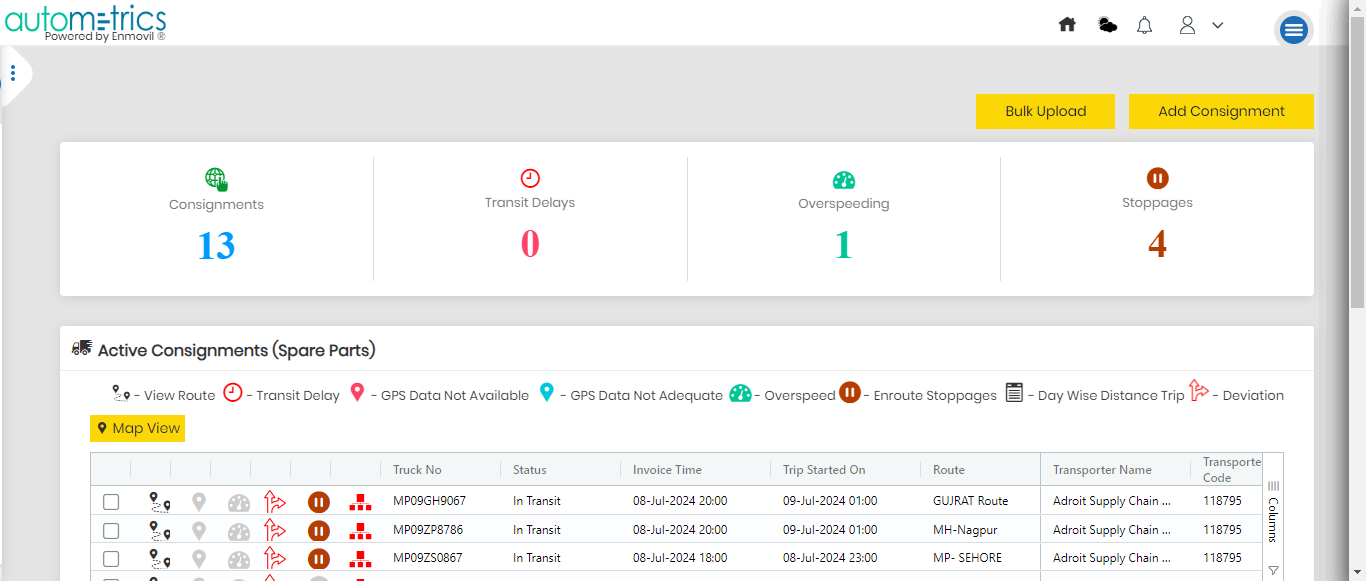 autometrics
Powered by Enmovil ®
Bulk Upload
Add Consignment
Consignments
13
Transit Delays
0
Overspeeding
1
Stoppages
4
Active Consignments (Spare Parts)
- View Route - Transit Delay - GPS Data Not Available - GPS Data Not Adequate - Overspeed - Enroute Stoppages - Day Wise Distance Trip - Deviation
Map View
Truck No Status Invoice Time Trip Started On Route Transporter Name Transporte
Code
MP09GH9067 In Transit 08-Jul-2024 20:00 09-Jul-2024 01:00 GUJRAT Route Adroit Supply Chain ... 118795
MP09ZP8786 In Transit 08-Jul-2024 20:00 09-Jul-2024 01:00 MH-Nagpur Adroit Supply Chain ... 118795
MP09ZS0867 In Transit 08-Jul-2024 18:00 08-Jul-2024 23:00 MP- SEHORE Adroit Supply Chain ... 118795
Columns